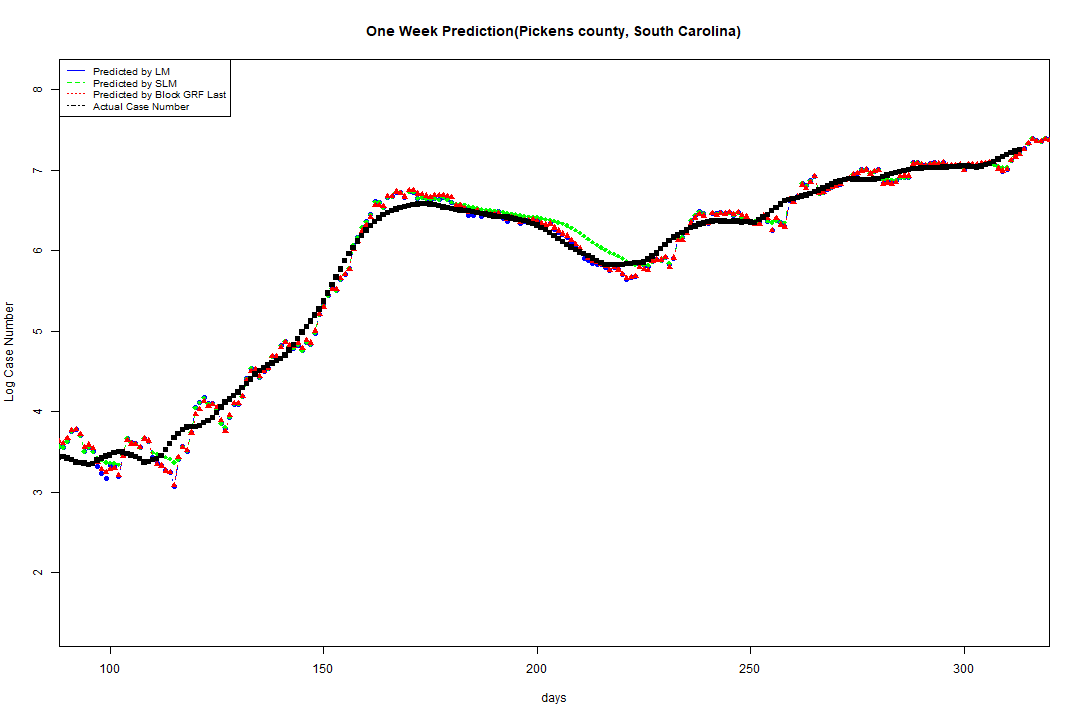 One Week Prediction(Pickens county, South Carolina)
Predicted by LM
Predicted by SLM
Predicted by Block GRF Last
Actual Case Number
Log Case Number
8
7
6
5
4
3
2
100 150 200 250 300
days